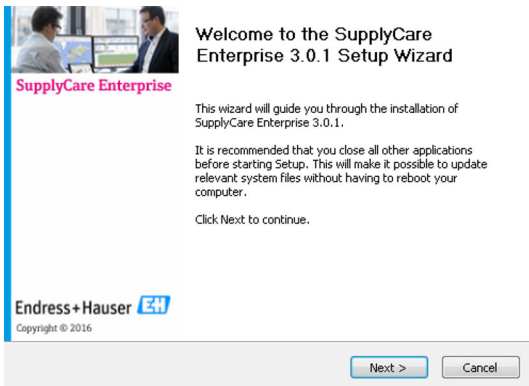 Welcome to the SupplyCare
Enterprise 3.0.1 Setup Wizard
SupplyCare Enterprise
This wizard will guide you through the installation of
SupplyCare Enterprise 3.0.1.
It is recommended that you close all other applications
before starting Setup. This will make it possible to update
relevant system files without having to reboot your
computer.
Click Next to continue.
Endress+Hauser EH
Copyright © 2016
Next >
Cancel